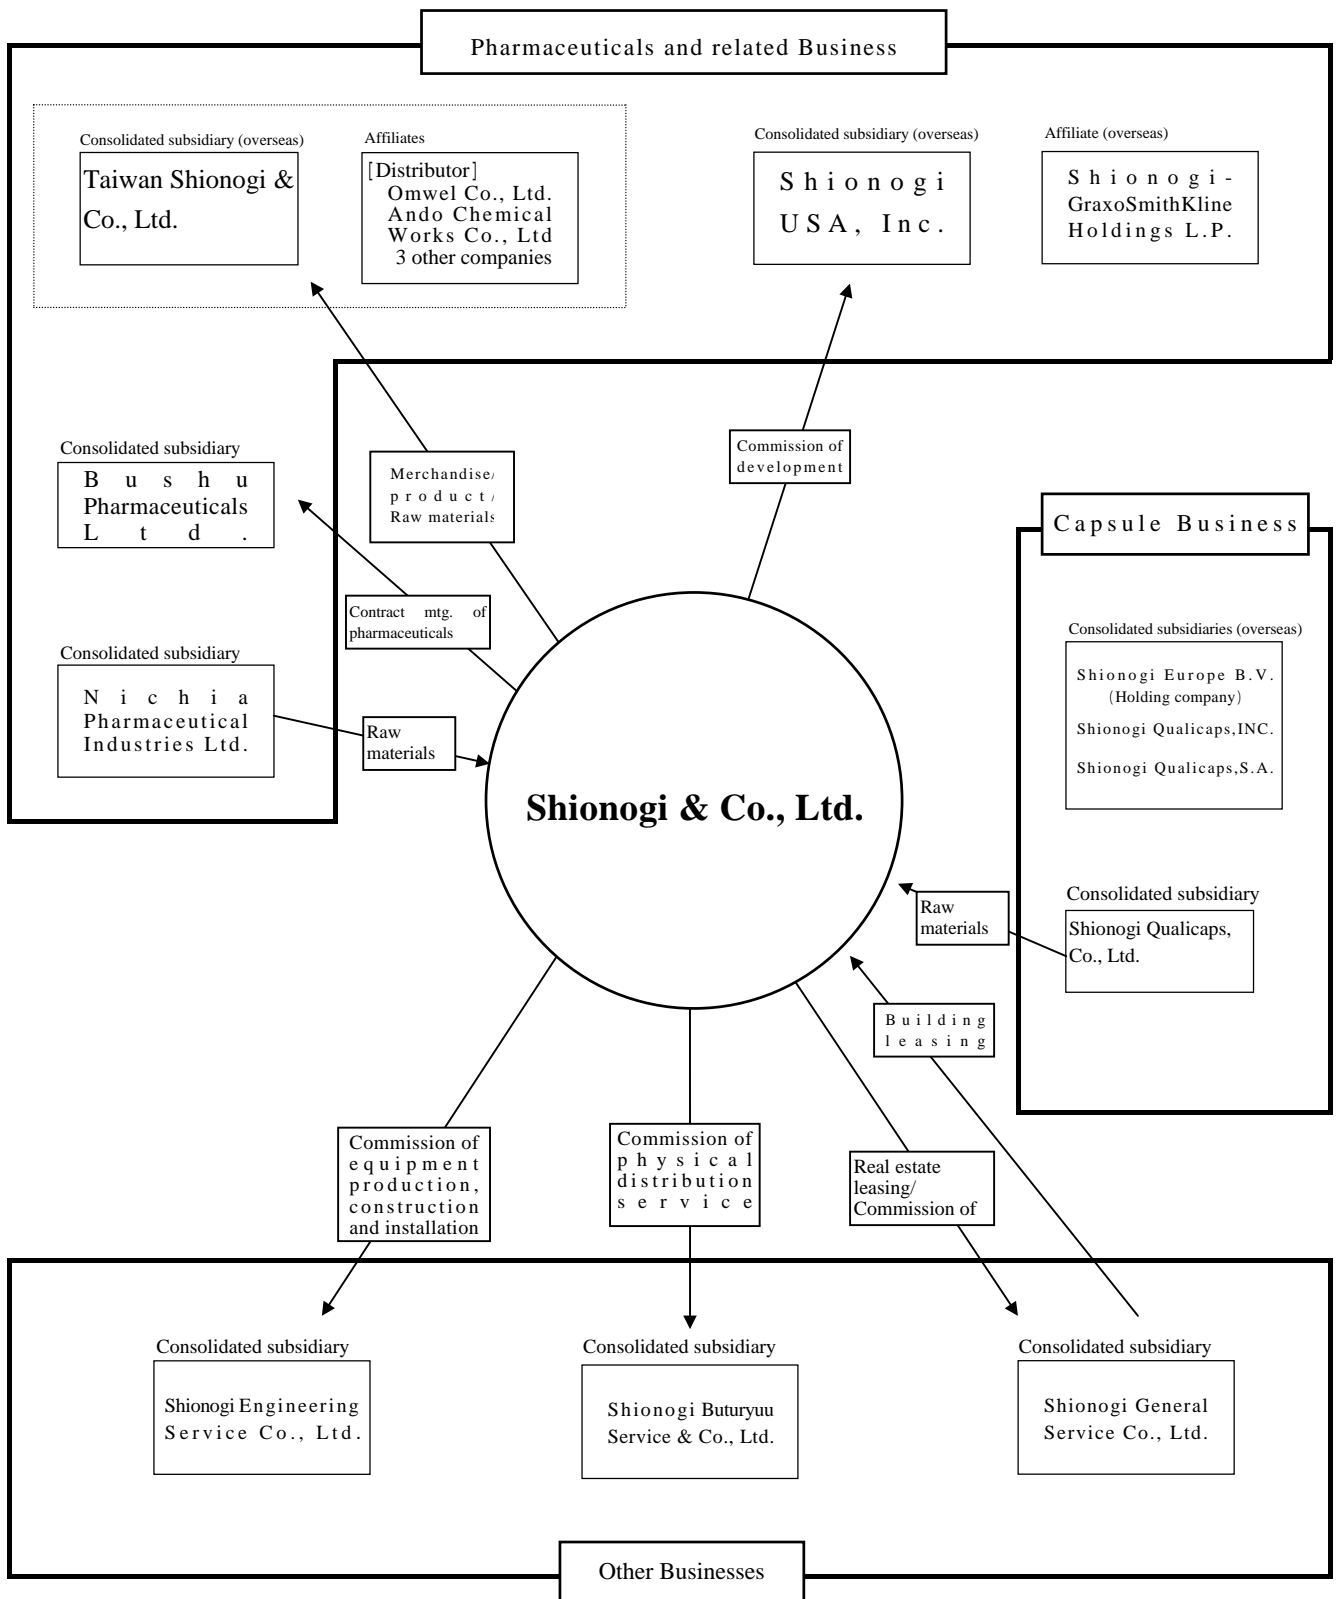 Pharmaceuticals and related Business
Consolidated subsidiary (overseas)
Taiwan Shionogi &
Co., Ltd.
Affiliates
[Distributor]
Omwel Co., Ltd.
Ando Chemical
Works Co., Ltd
3 other companies
Consolidated subsidiary (overseas)
Shionogi
USA, Inc.
Affiliate (overseas)
Shionogi-
GraxoSmithKline
Holdings L.P.
Consolidated subsidiary
Bushu
Pharmaceuticals
Ltd.
Merchandise/
product/
Raw materials
Commission of
development
Capsule Business
Contract mtg. of
pharmaceuticals
Consolidated subsidiary
Nichia
Pharmaceutical
Industries Ltd.
Raw
materials
Consolidated subsidiaries (overseas)
Shionogi Europe B.V.
(Holding company)
Shionogi Qualicaps,INC.
Shionogi Qualicaps,S.A.
Shionogi & Co., Ltd.
Consolidated subsidiary
Shionogi Qualicaps,
Co., Ltd.
Raw
materials
Building
leasing
Commission of
equipment
production,
construction
and installation
Commission of
physical
distribution
service
Real estate
leasing/
Commission of
Consolidated subsidiary
Shionogi Engineering
Service Co., Ltd.
Consolidated subsidiary
Shionogi Buturyuu
Service & Co., Ltd.
Consolidated subsidiary
Shionogi General
Service Co., Ltd.
Other Businesses